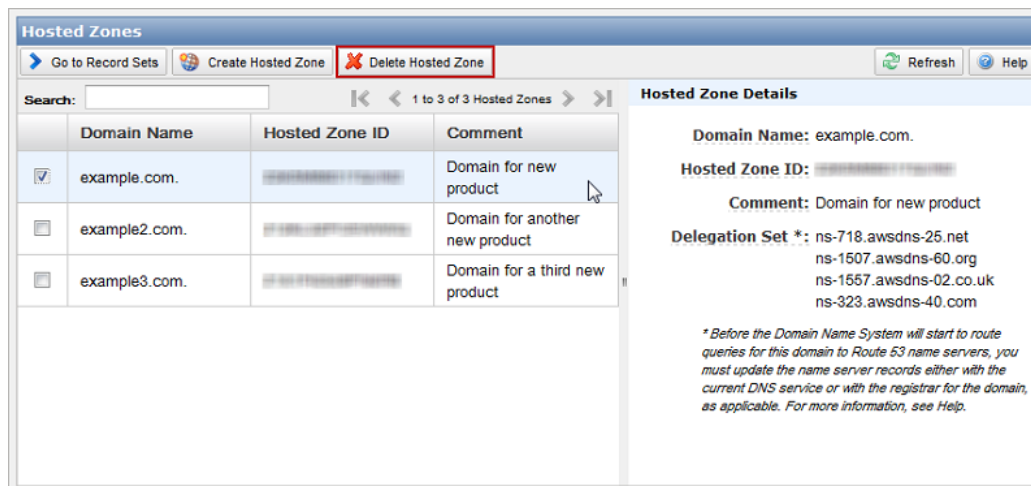 Hosted Zones
Go to Record Sets Create Hosted Zone Delete Hosted Zone Refresh Help
Search: 1 to 3 of 3 Hosted Zones
Domain Name Hosted Zone ID Comment
example.com. Domain for new
product
example2.com. Domain for another
new product
example3.com. Domain for a third new
product
Hosted Zone Details
Domain Name: example.com.
Hosted Zone ID:
Comment: Domain for new product
Delegation Set *: ns-718.awsdns-25.net
ns-1507.awsdns-60.org
ns-1557.awsdns-02.co.uk
ns-323.awsdns-40.com
* Before the Domain Name System will start to route
queries for this domain to Route 53 name servers, you
must update the name server records either with the
current DNS service or with the registrar for the domain,
as applicable. For more information, see Help.